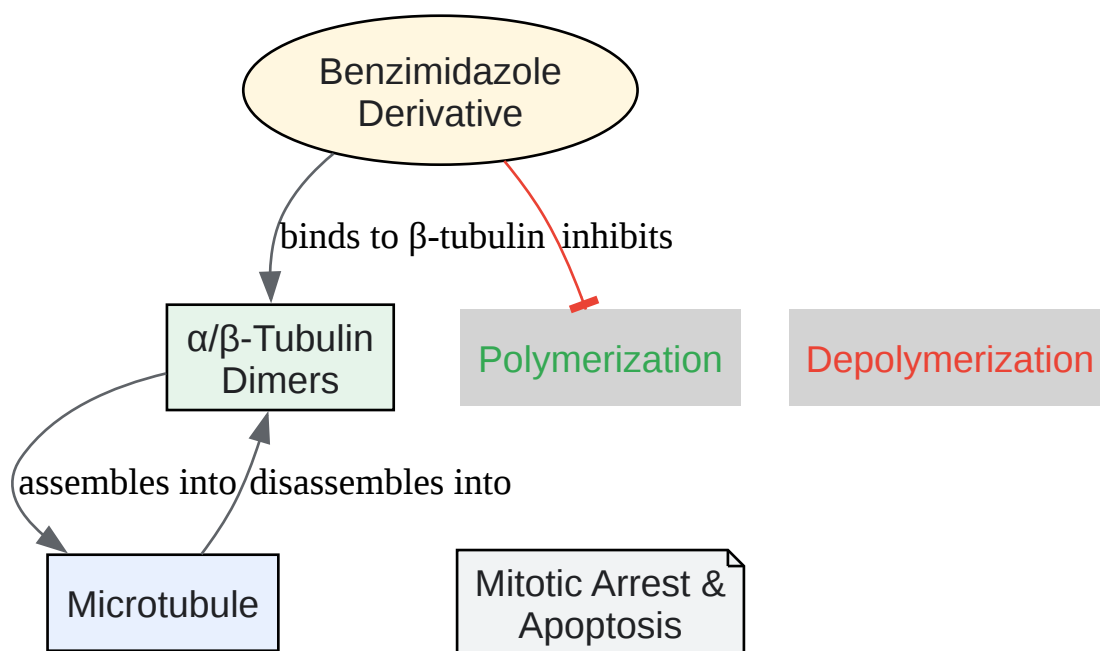 Benzimidazole
Derivative
binds to β-tubulin
inhibits
α/β-Tubulin
Dimers
Polymerization
Depolymerization
assembles into
disassembles into
Microtubule
Mitotic Arrest &
Apoptosis